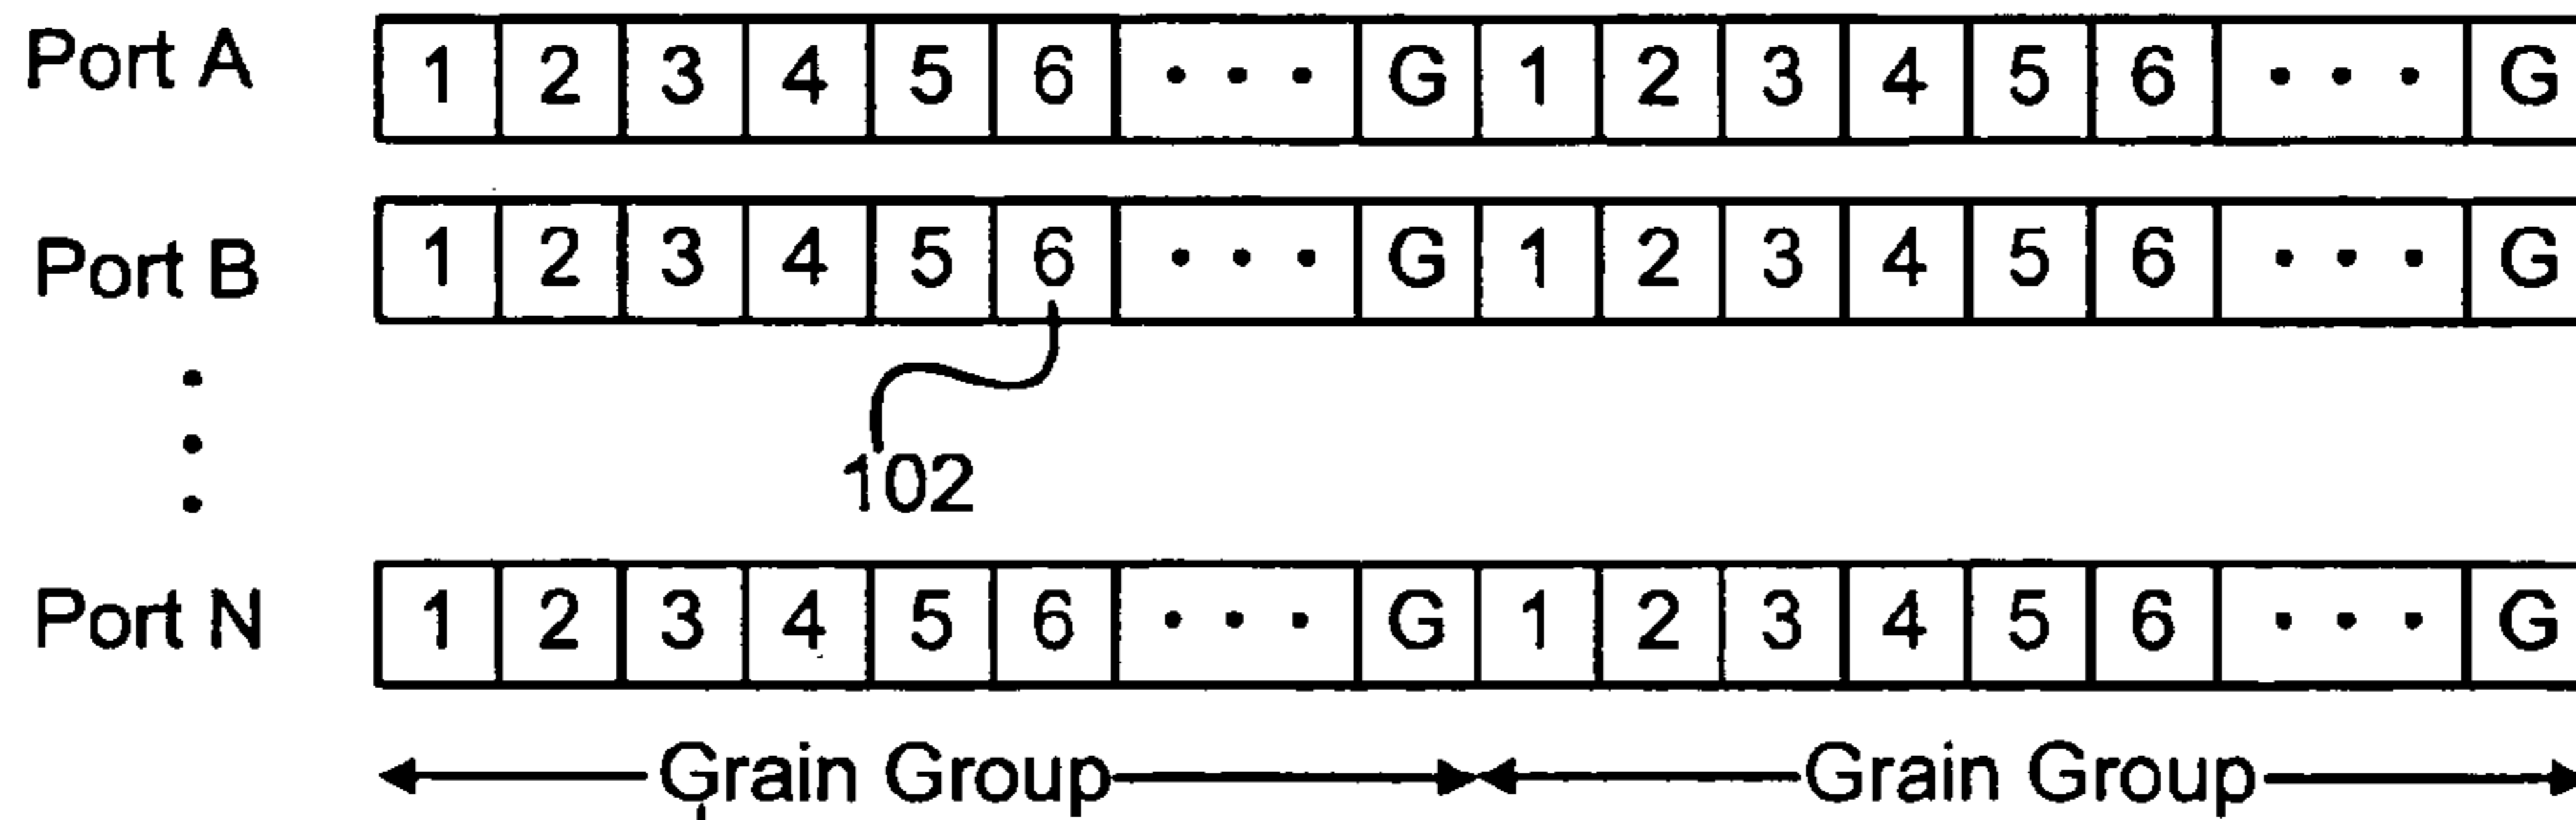 Port A 1 2 3 4 5 6 • • • G 1 2 3 4 5 6 • • • G
Port B 1 2 3 4 5 6 • • • G 1 2 3 4 5 6 • • • G
102
Port N 1 2 3 4 5 6 • • • G 1 2 3 4 5 6 • • • G
Grain Group Grain Group